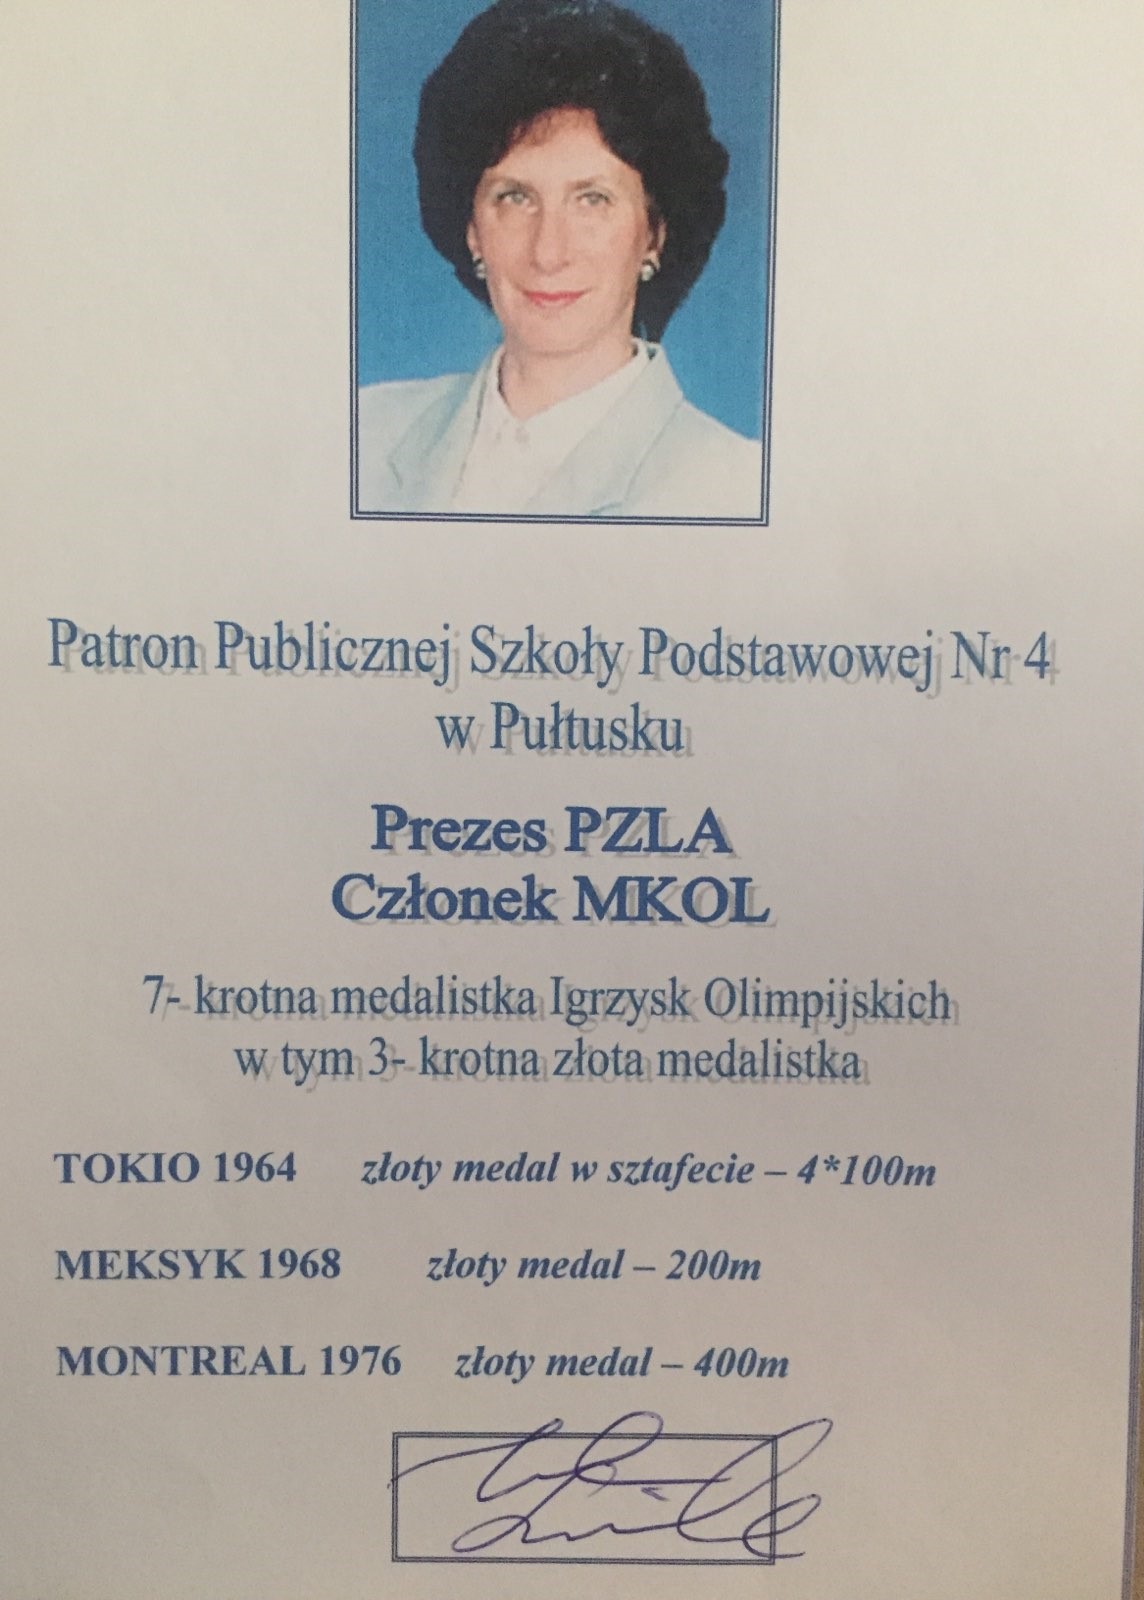 Patron Publicznej Szkoły Podstawowej Nr 4
w Pułtusku
Prezes PZLA
Członek MKOL
7- krotna medalistka Igrzysk Olimpijskich
w tym 3- krotna złota medalistka
TOKIO 1964 złoty medal w sztafecie – 4*100m
MEKSYK 1968 złoty medal – 200m
MONTREAL 1976 złoty medal – 400m